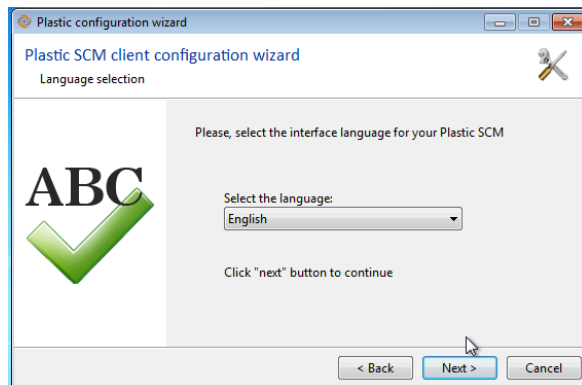 Plastic configuration wizard
Plastic SCM client configuration wizard
Language selection
Please, select the interface language for your Plastic SCM
ABC
Select the language:
English
Click "next" button to continue
< Back
Next >
Cancel